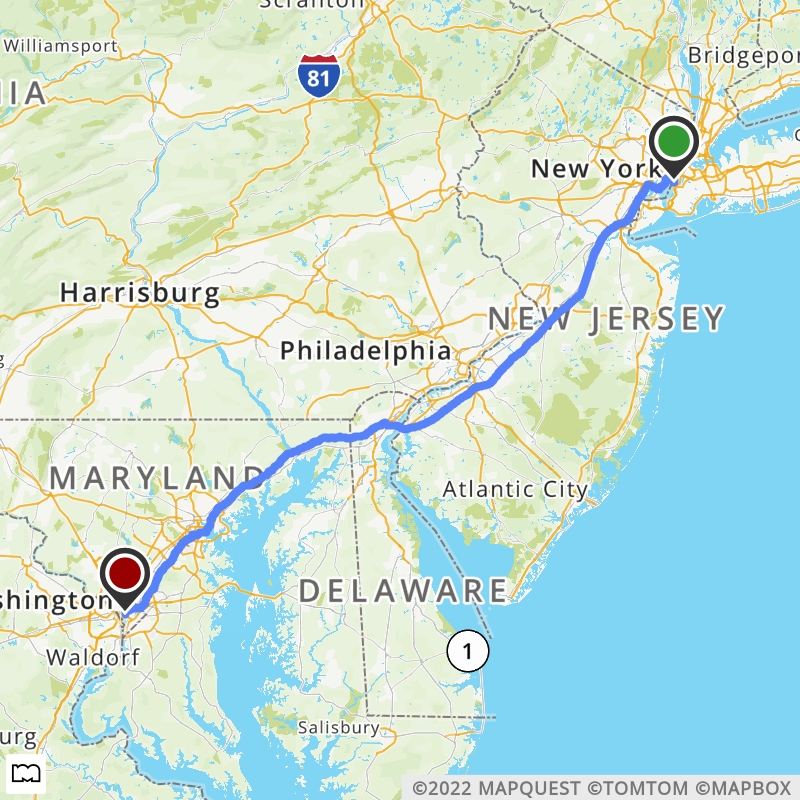 Scranton
Williamsport
81
Bridgepor
IA
New York
Harrisburg
NEW JERSEY
Philadelphia
MARYLAND
Atlantic City
DELAWARE
shington
1
Waldorf
Salisbury
urg
©2022 MAPQUEST ©TOMTOM ©MAPBOX